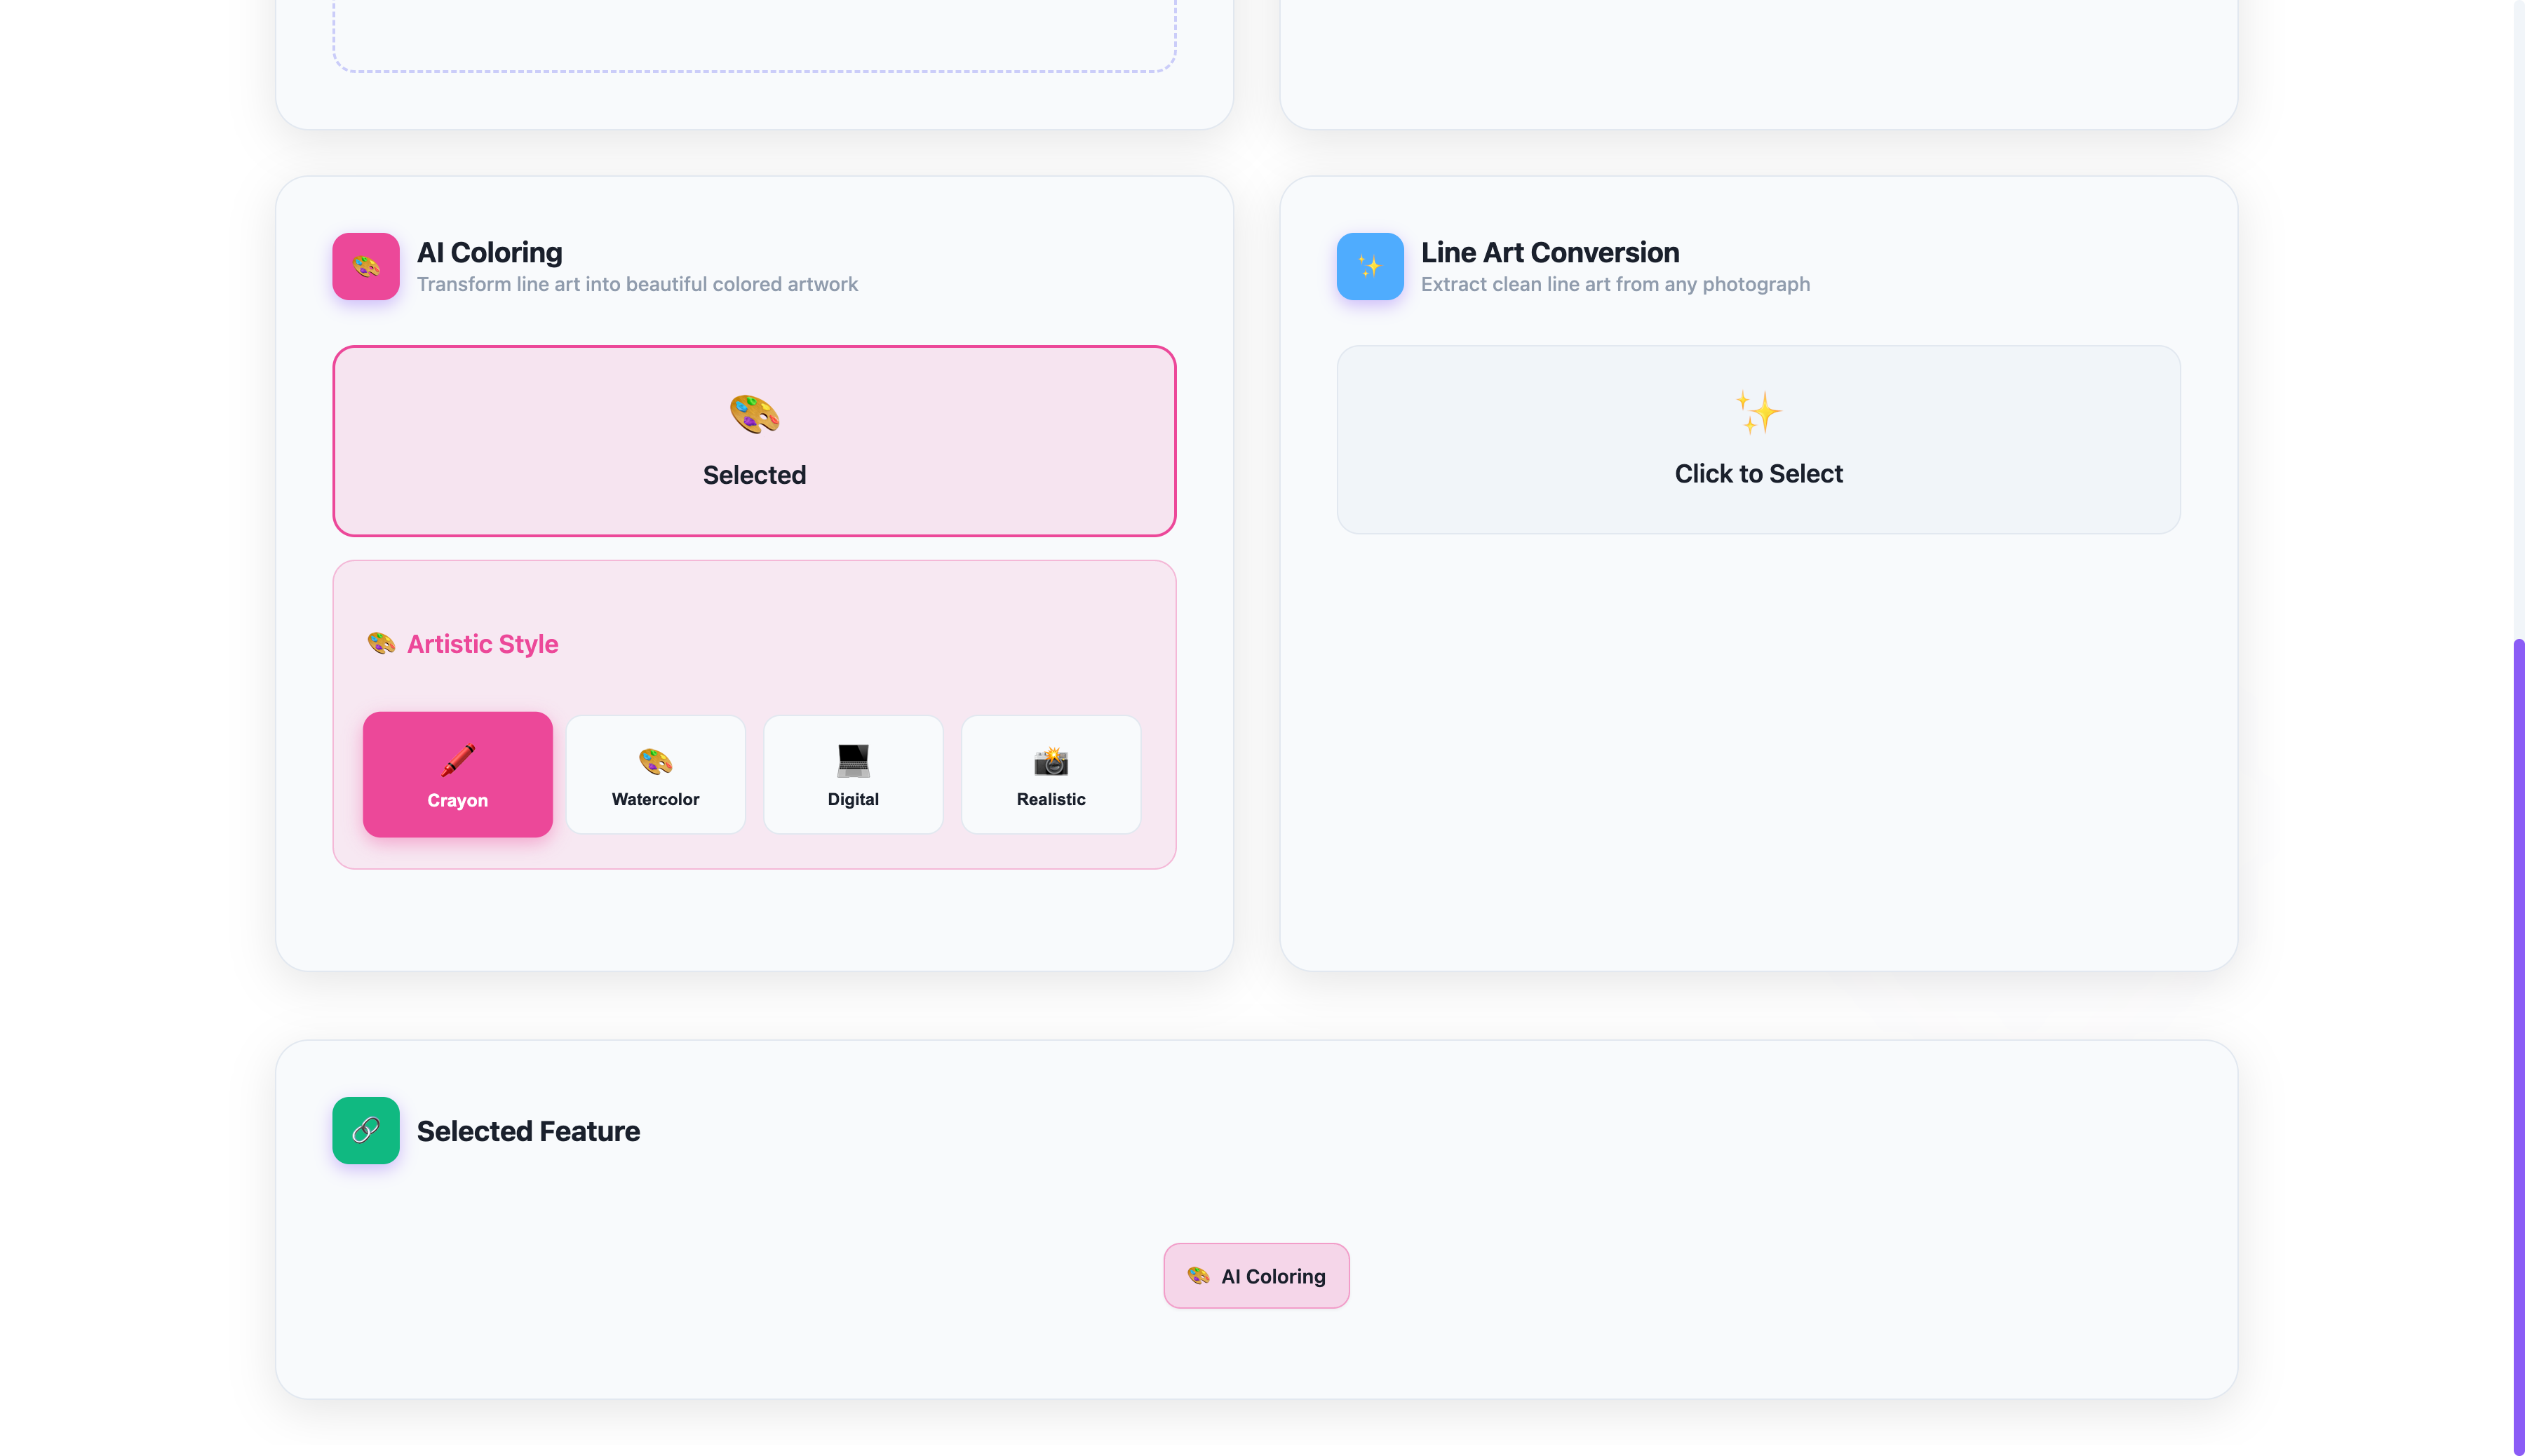 AI Coloring
Transform line art into beautiful colored artwork
Selected
Artistic Style
Crayon
Watercolor
Digital
Realistic
Line Art Conversion
Extract clean line art from any photograph
Click to Select
Selected Feature
AI Coloring